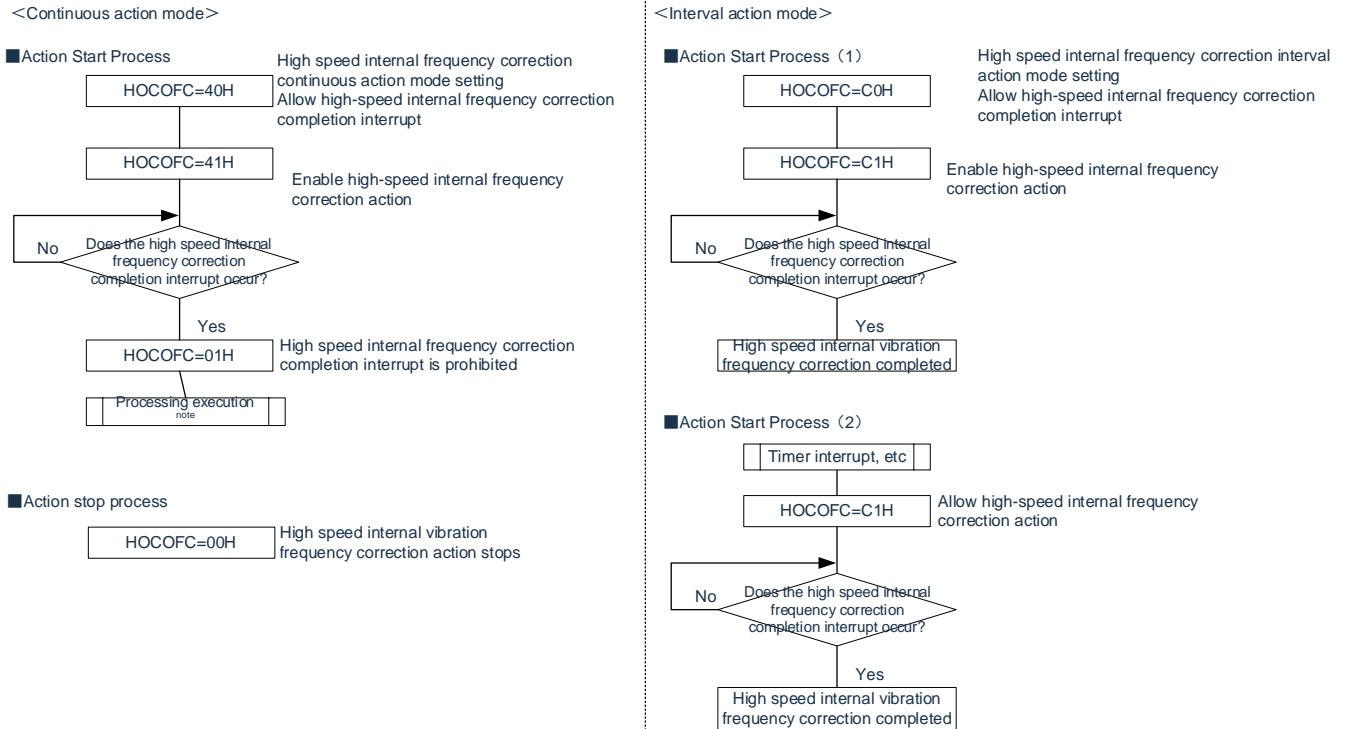 ＜Continuous action mode＞
■Action Start Process
HOCOFC=40H
High speed internal frequency correction
continuous action mode setting
Allow high-speed internal frequency correction
completion interrupt
HOCOFC=41H
Enable high-speed internal frequency
correction action
No
Does the high speed internal
frequency correction
completion interrupt occur?
Yes
HOCOFC=01H
High speed internal frequency correction
completion interrupt is prohibited
Processing execution
note
■Action stop process
HOCOFC=00H
High speed internal vibration
frequency correction action stops
＜Interval action mode＞
■Action Start Process（1）
HOCOFC=C0H
High speed internal frequency correction interval
action mode setting
Allow high-speed internal frequency correction
completion interrupt
HOCOFC=C1H
Enable high-speed internal frequency
correction action
No
Does the high speed internal
frequency correction
completion interrupt occur?
Yes
High speed internal vibration
frequency correction completed
■Action Start Process（2）
Timer interrupt, etc
HOCOFC=C1H
Allow high-speed internal frequency
correction action
No
Does the high speed internal
frequency correction
completion interrupt occur?
Yes
High speed internal vibration
frequency correction completed